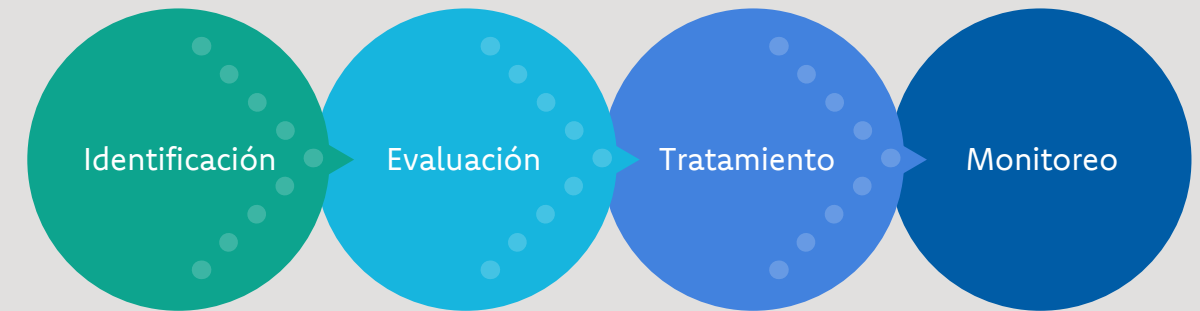 Identificación
Evaluación
Tratamiento
Monitoreo